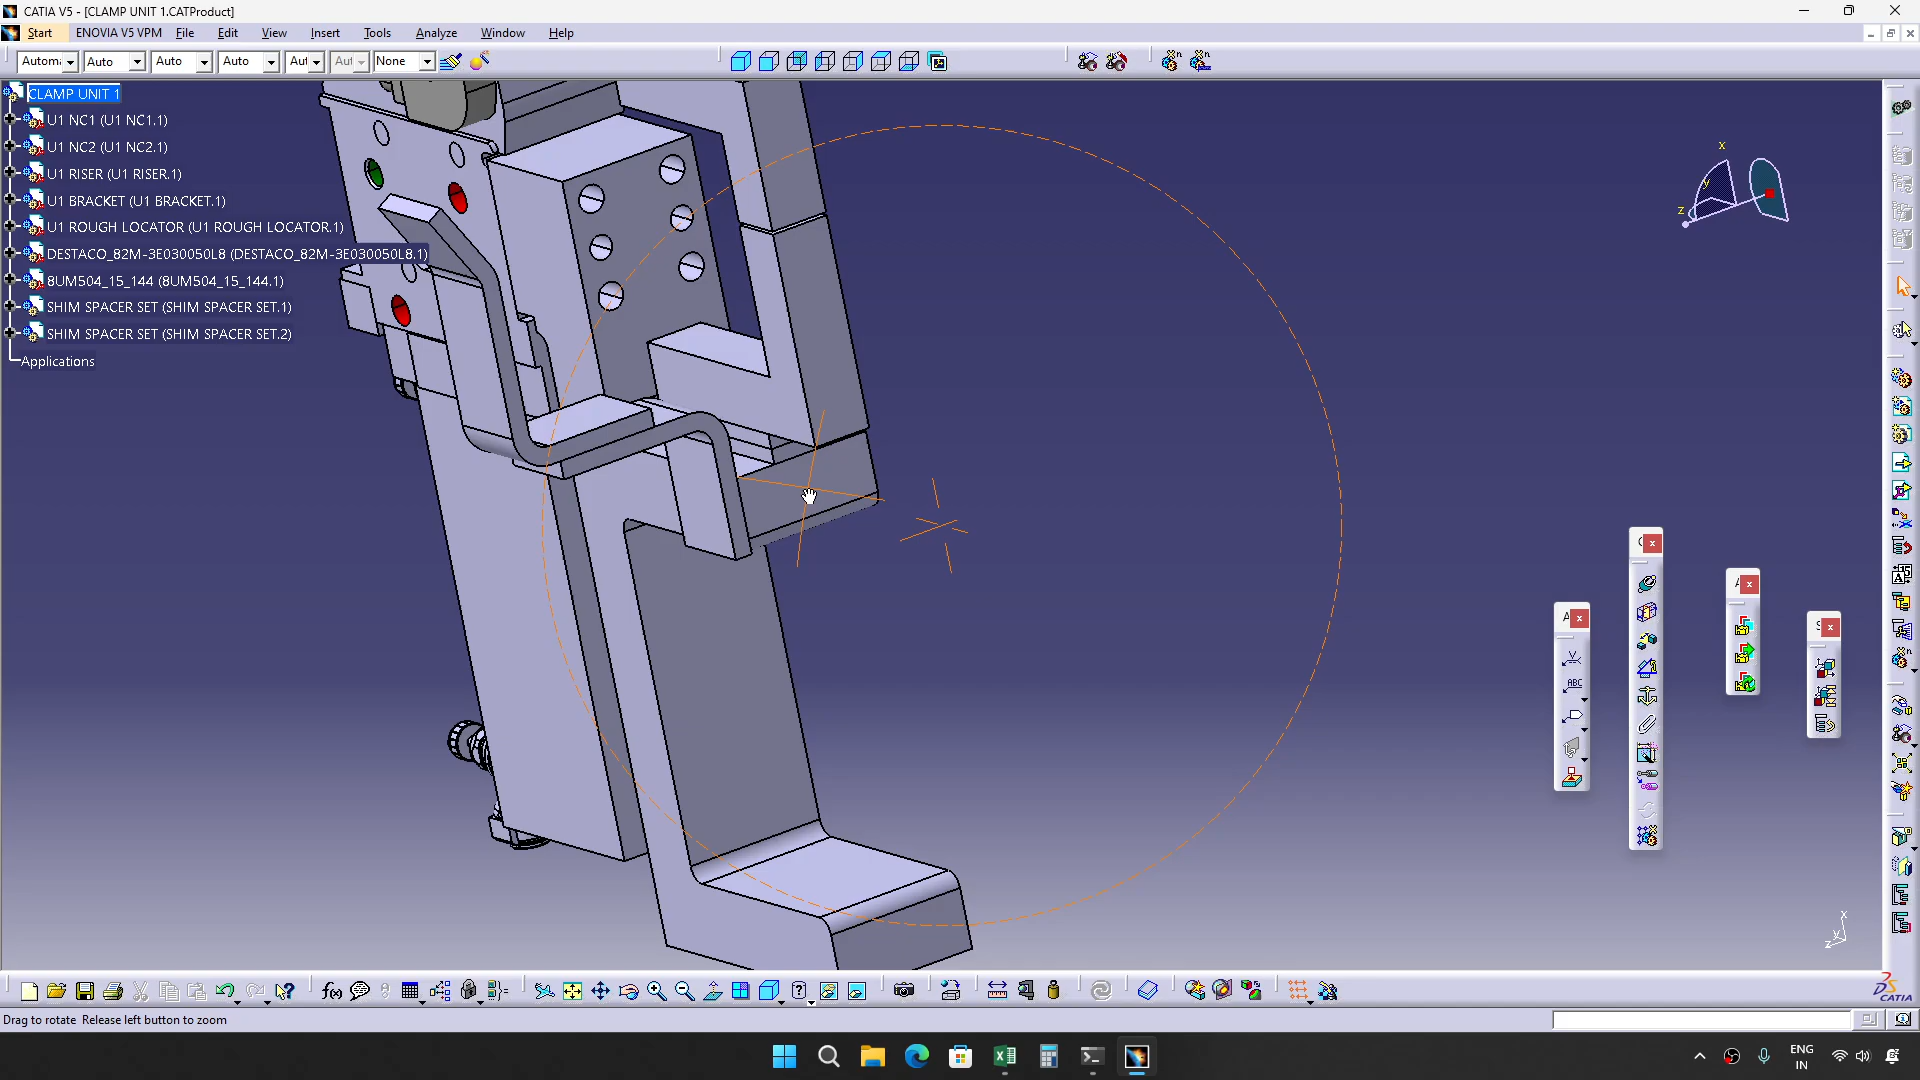 CATIA V5 - [CLAMP UNIT 1.CATProduct]
Start ENOVIA V5 VPM File Edit View Insert Tools Analyze Window Help
Auto Auto Auto None
CLAMP UNIT 1
U1 NC1 (U1 NC1.1)
U1 NC2 (U1 NC2.1)
U1 RISER (U1 RISER.1)
U1 BRACKET (U1 BRACKET.1)
U1 ROUGH LOCATOR (U1 ROUGH LOCATOR.1)
DESTACO_82M-3E030050L8 (DESTACO_82M-3E030050L8.1)
8UM504_15_144 (8UM504_15_144.1)
SHIM SPACER SET (SHIM SPACER SET.1)
SHIM SPACER SET (SHIM SPACER SET.2)
Applications
x
y
z
ABC
x
y
z
f(x)
CATIA
Drag to rotate Release left button to zoom
ENG
IN